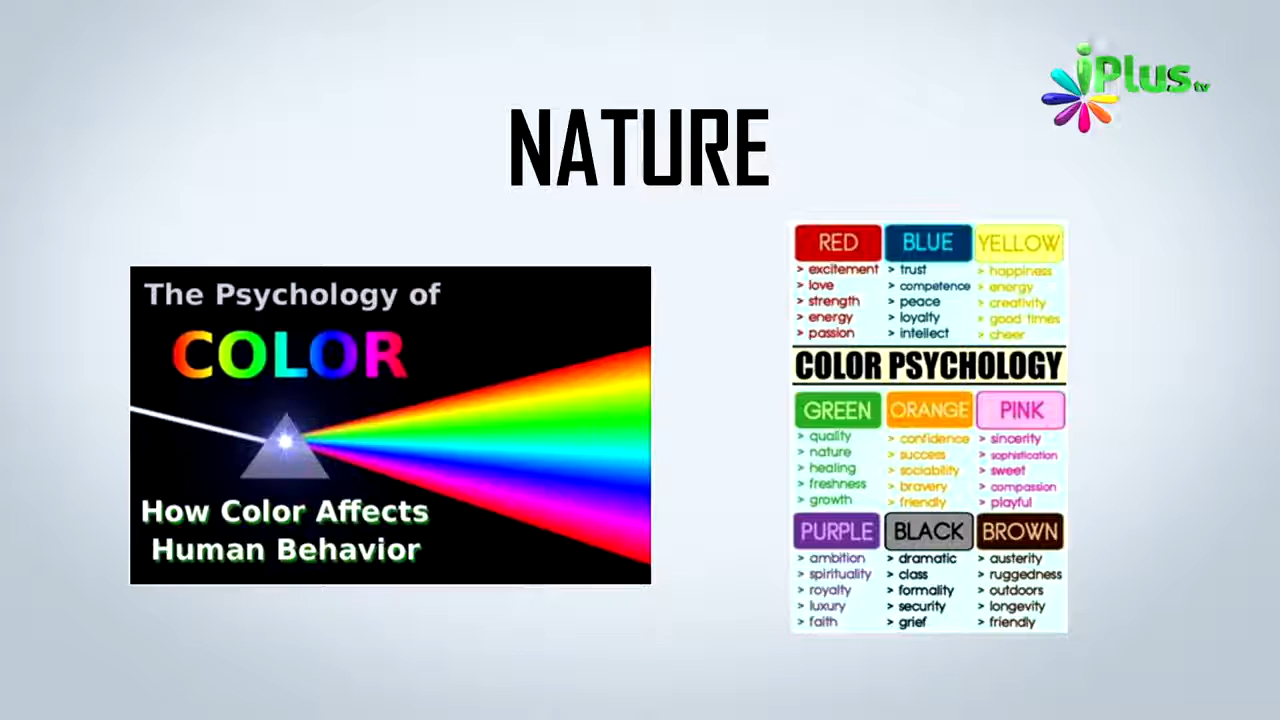 iPlus tv
NATURE
The Psychology of
COLOR
How Color Affects
Human Behavior
RED BLUE YELLOW
> excitement > trust > happiness
> love > competence > energy
> strength > peace > creativity
> energy > loyalty > good times
> passion > intellect > cheer
COLOR PSYCHOLOGY
GREEN ORANGE PINK
> quality > confidence > sincerity
> nature > success > sophistication
> healing > sociability > sweet
> freshness > bravery > compassion
> growth > friendly > playful
PURPLE BLACK BROWN
> ambition > dramatic > austerity
> spirituality > class > ruggedness
> royalty > formality > outdoors
> luxury > security > longevity
> faith > grief > friendly